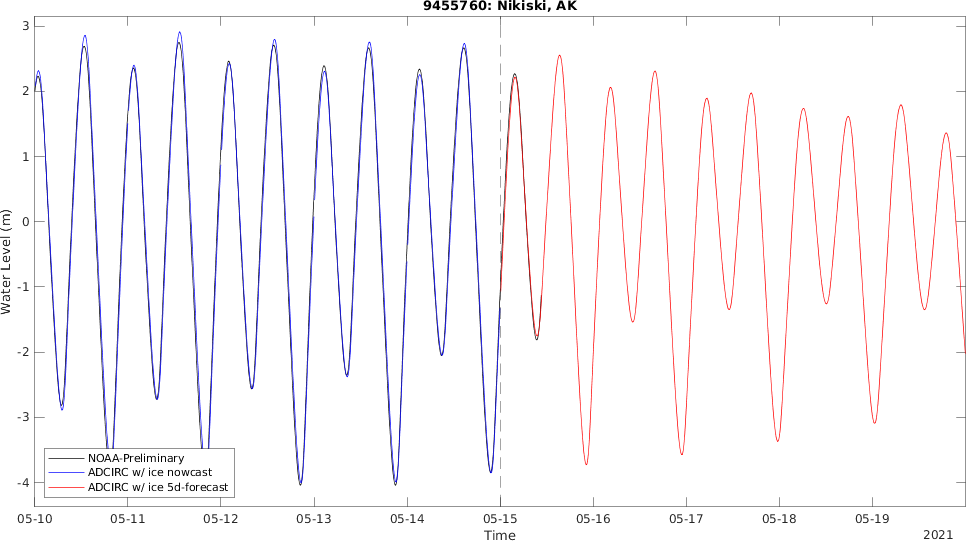 9455760: Nikiski, AK
3
2
1
0
-1
-2
-3
-4
Water Level (m)
NOAA-Preliminary
ADCIRC w/ ice nowcast
ADCIRC w/ ice 5d-forecast
05-10 05-11 05-12 05-13 05-14 05-15 05-16 05-17 05-18 05-19
Time
2021